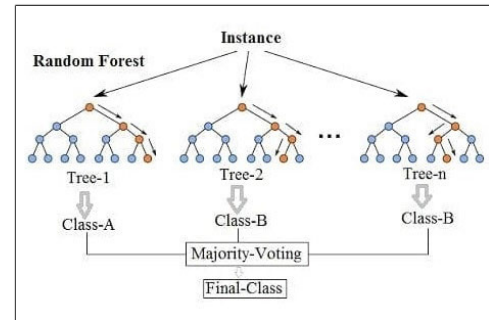 Instance
Random Forest
...
Tree-1 Tree-2 Tree-n
Class-A Class-B Class-B
Majority-Voting
Final-Class